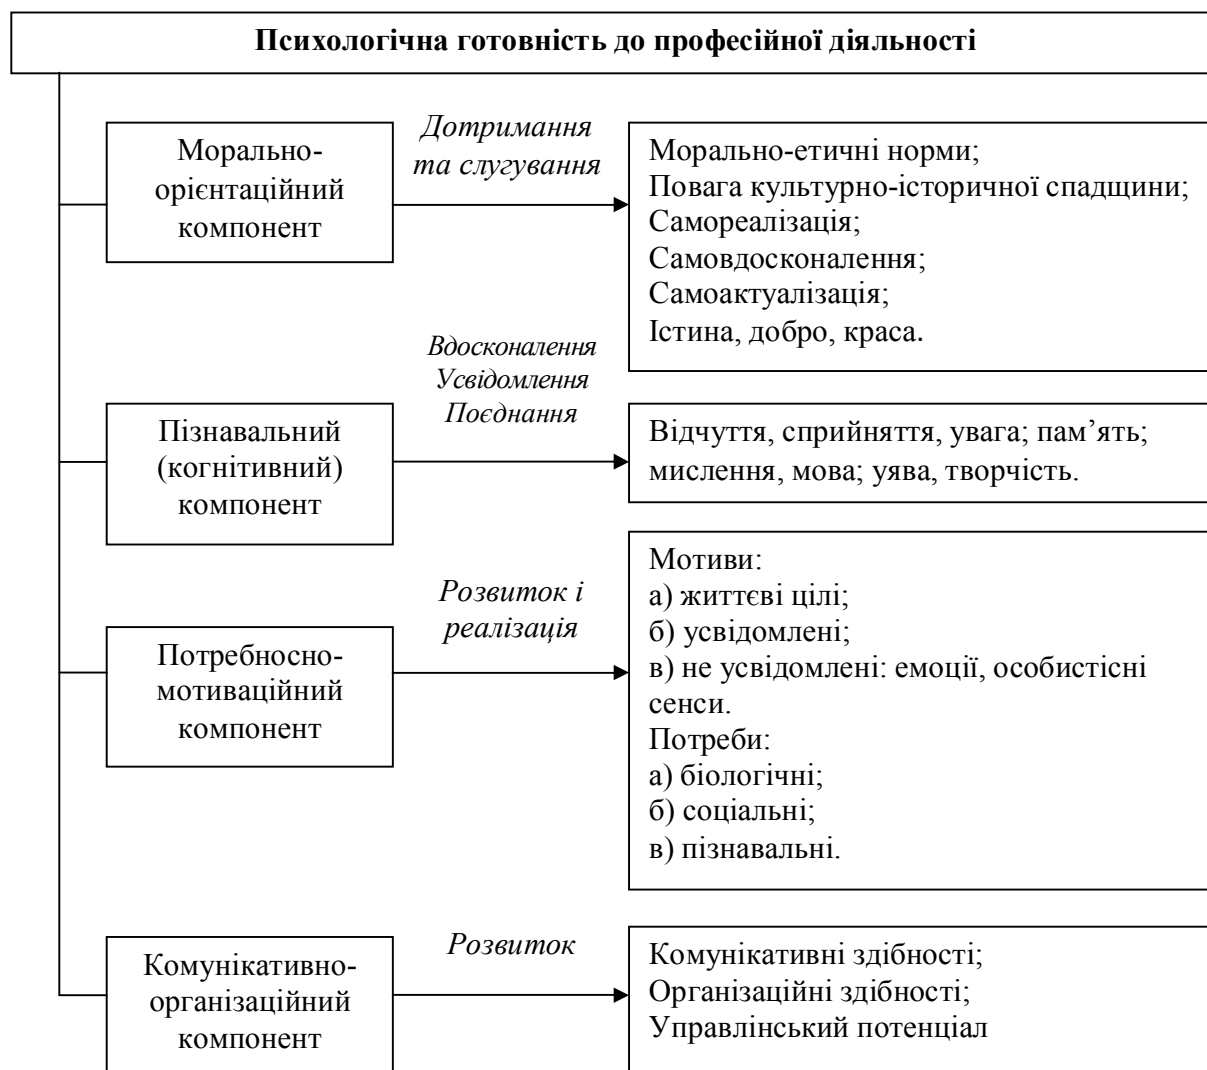 Психологічна готовність до професійної діяльності
Морально-
орієнтаційний
компонент
Дотримання
та слугування
Морально-етичні норми;
Повага культурно-історичної спадщини;
Самореалізація;
Самовдосконалення;
Самоактуалізація;
Істина, добро, краса.
Пізнавальний
(когнітивний)
компонент
Вдосконалення
Усвідомлення
Поєднання
Відчуття, сприйняття, увага; пам’ять;
мислення, мова; уява, творчість.
Потребносно-
мотиваційний
компонент
Розвиток і
реалізація
Мотиви:
а) життєві цілі;
б) усвідомлені;
в) не усвідомлені: емоції, особистісні
сенси.
Потреби:
а) біологічні;
б) соціальні;
в) пізнавальні.
Комунікативно-
організаційний
компонент
Розвиток
Комунікативні здібності;
Організаційні здібності;
Управлінський потенціал